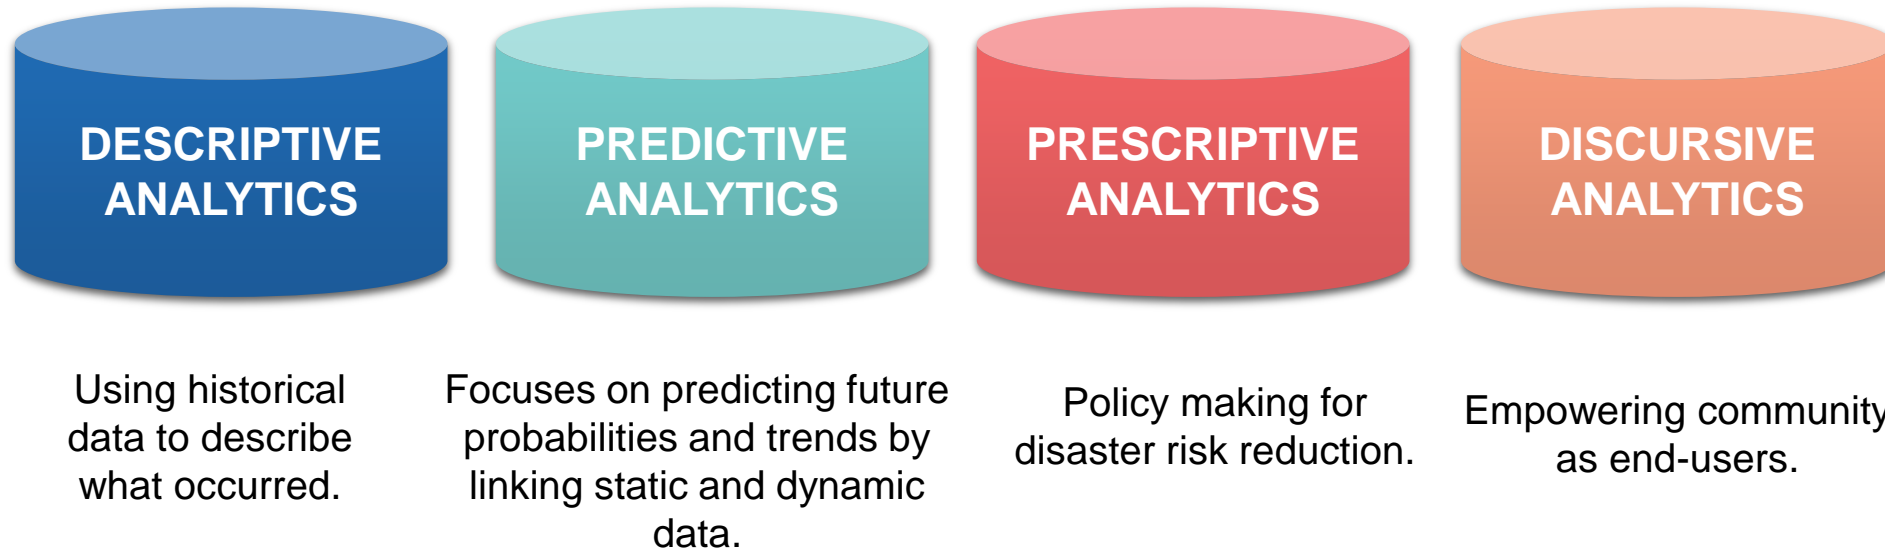 DESCRIPTIVE
ANALYTICS
PREDICTIVE
ANALYTICS
PRESCRIPTIVE
ANALYTICS
DISCURSIVE
ANALYTICS
Using historical
data to describe
what occurred.
Focuses on predicting future
probabilities and trends by
linking static and dynamic
data.
Policy making for
disaster risk reduction.
Empowering community
as end-users.